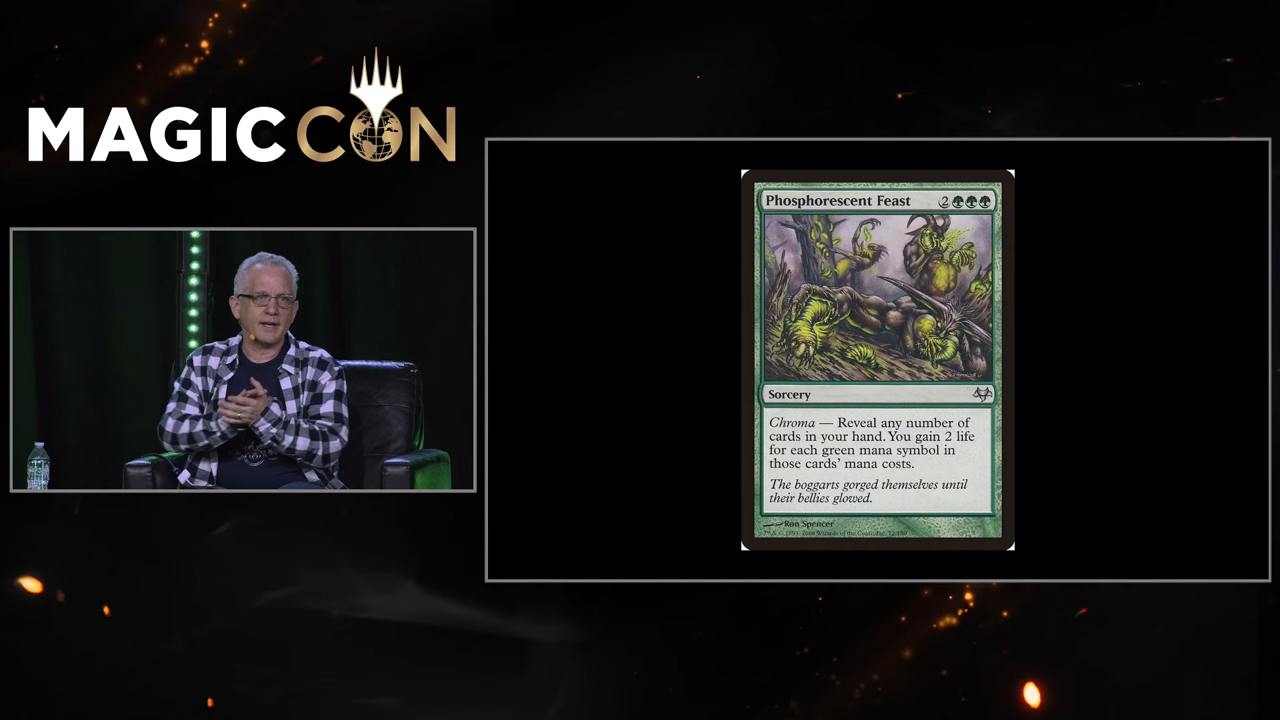 MAGICCON
Phosphorescent Feast 2
Sorcery
Chroma — Reveal any number of
cards in your hand. You gain 2 life
for each green mana symbol in
those cards' mana costs.
The boggarts gorged themselves until
their bellies glowed.
Ron Spencer